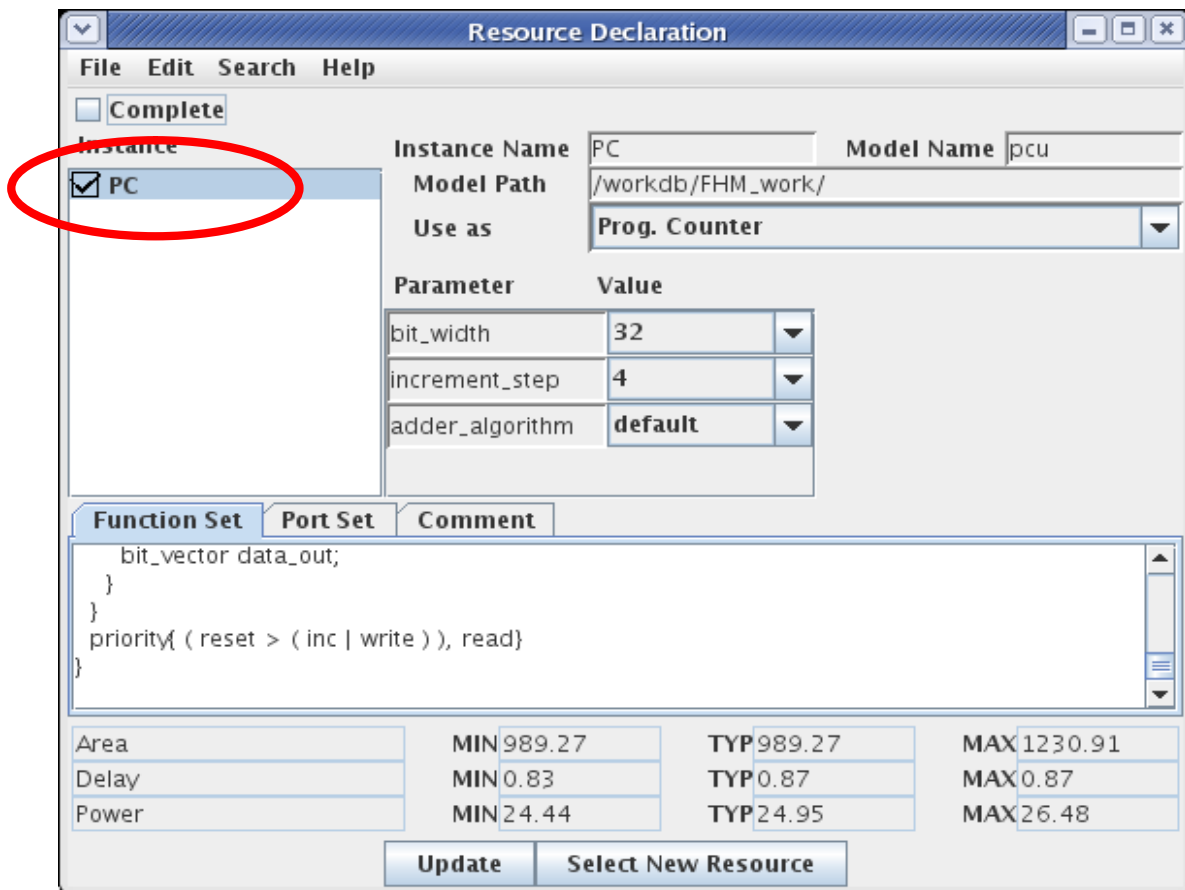 Resource Declaration
File Edit Search Help
Complete
Instance
PC
Instance Name PC Model Name pcu
Model Path /workdb/FHM_work/
Use as Prog. Counter
Parameter Value
bit_width 32
increment_step 4
adder_algorithm default
Function Set Port Set Comment
bit_vector data_out;
}
}
priority{ ( reset > ( inc | write ) ), read}
}
Area MIN 989.27 TYP 989.27 MAX 1230.91
Delay MIN 0.83 TYP 0.87 MAX 0.87
Power MIN 24.44 TYP 24.95 MAX 26.48
Update Select New Resource